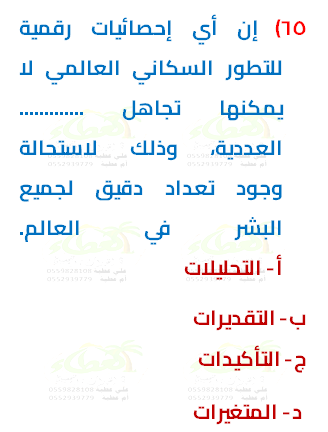 ٦٥) إن أي إحصائيات رقمية
للتطور السكاني العالمي لا
يمكنها تجاهل .............
العددية، وذلك لاستحالة
وجود تعداد دقيق لجميع
البشر في العالم.
أ- التحليلات
ب- التقديرات
ج- التأكيدات
د- المتغيرات